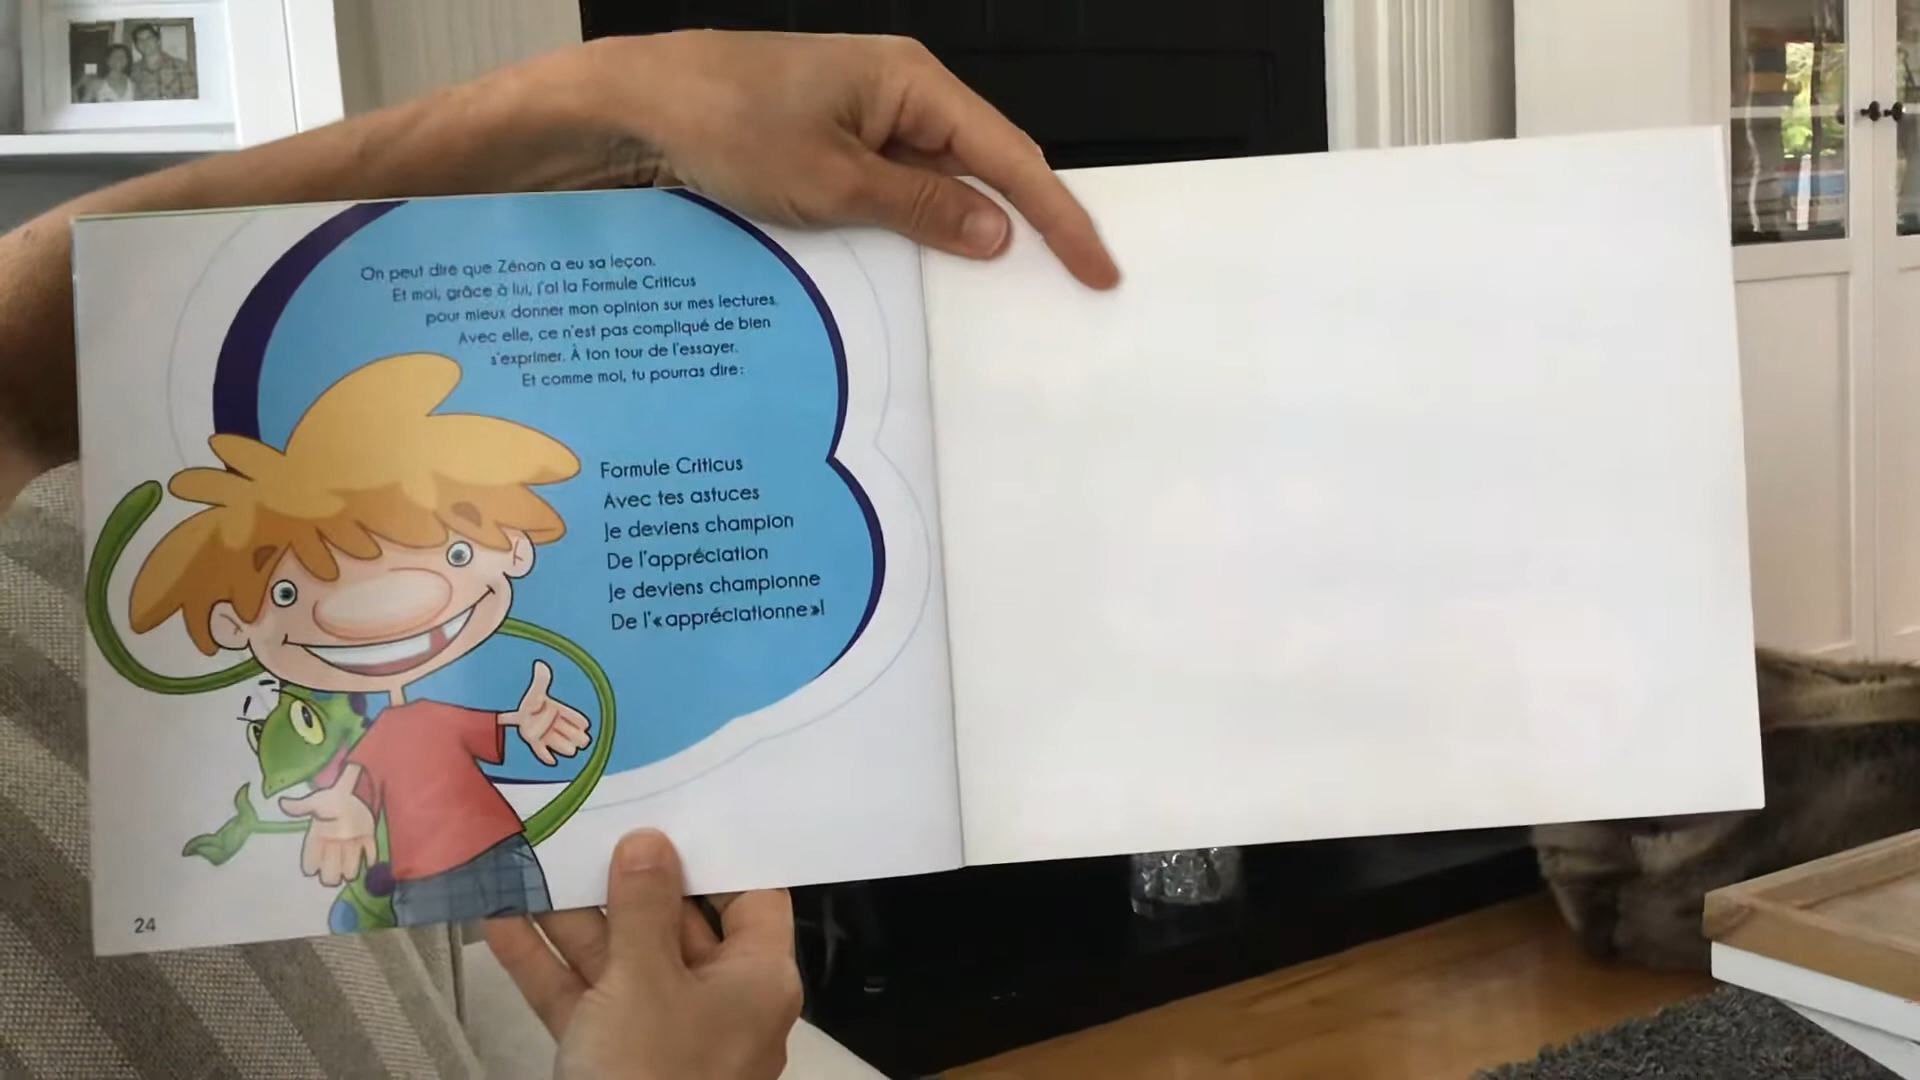 On peut dire que Zénon a eu sa leçon.
Et moi, grâce à lui, j'ai la Formule Criticus
pour mieux donner mon opinion sur mes lectures.
Avec elle, ce n'est pas compliqué de bien
s'exprimer. À ton tour de l'essayer.
Et comme moi, tu pourras dire:
Formule Criticus
Avec tes astuces
Je deviens champion
De l'appréciation
Je deviens championne
De l'« appréciationne »!
24